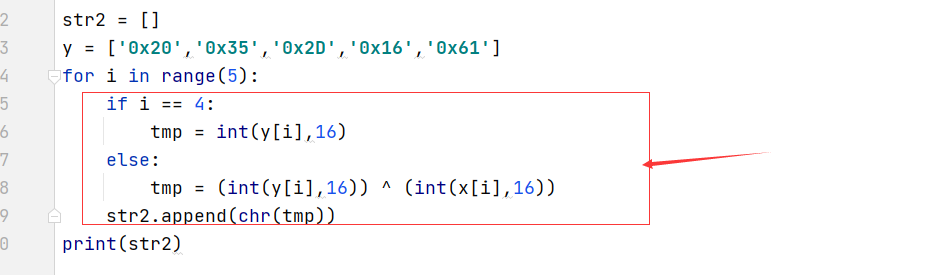 2 str2 = []
3 y = ['0x20','0x35','0x2D','0x16','0x61']
4 for i in range(5):
5     if i == 4:
6         tmp = int(y[i],16)
7     else:
8         tmp = (int(y[i],16)) ^ (int(x[i],16))
9     str2.append(chr(tmp))
0 print(str2)